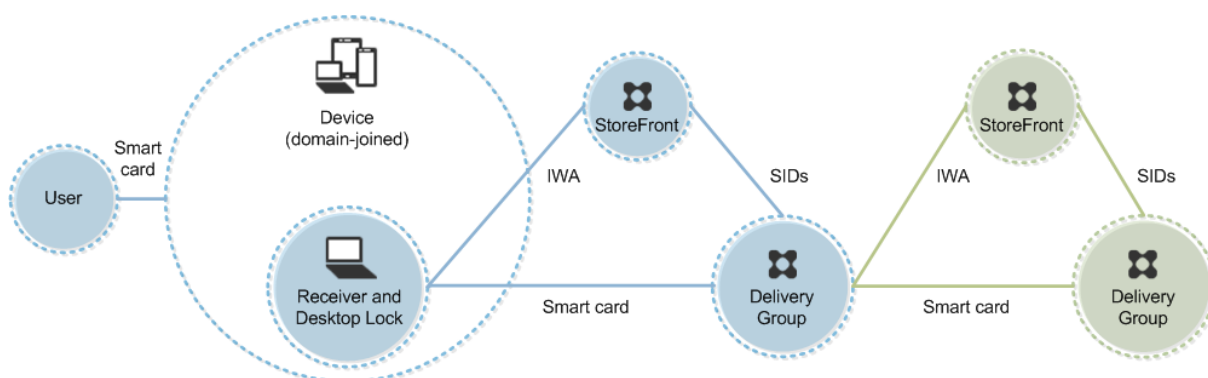 Device
(domain-joined)
Smart
card
User
Receiver and
Desktop Lock
IWA
StoreFront
SIDs
Smart card
Delivery
Group
IWA
StoreFront
SIDs
Smart card
Delivery
Group